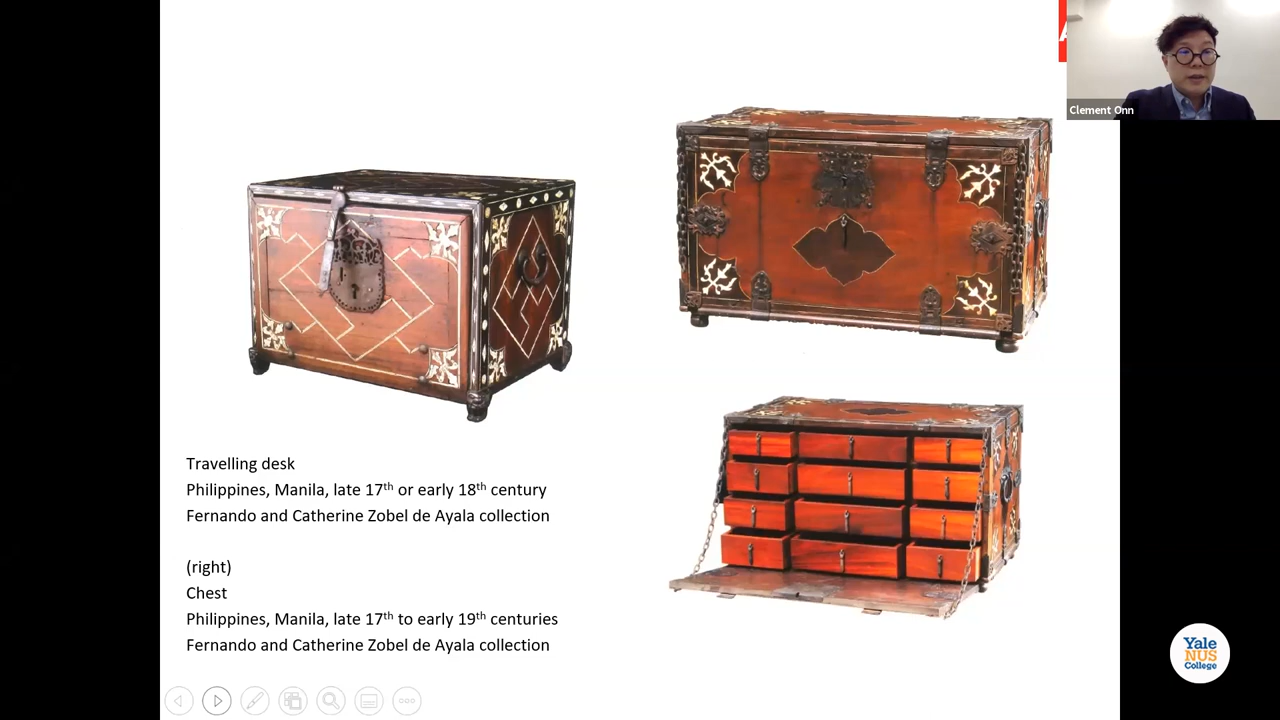 Clement Onn
Travelling desk
Philippines, Manila, late 17th or early 18th century
Fernando and Catherine Zobel de Ayala collection
(right)
Chest
Philippines, Manila, late 17th to early 19th centuries
Fernando and Catherine Zobel de Ayala collection
Yale
NUS
College